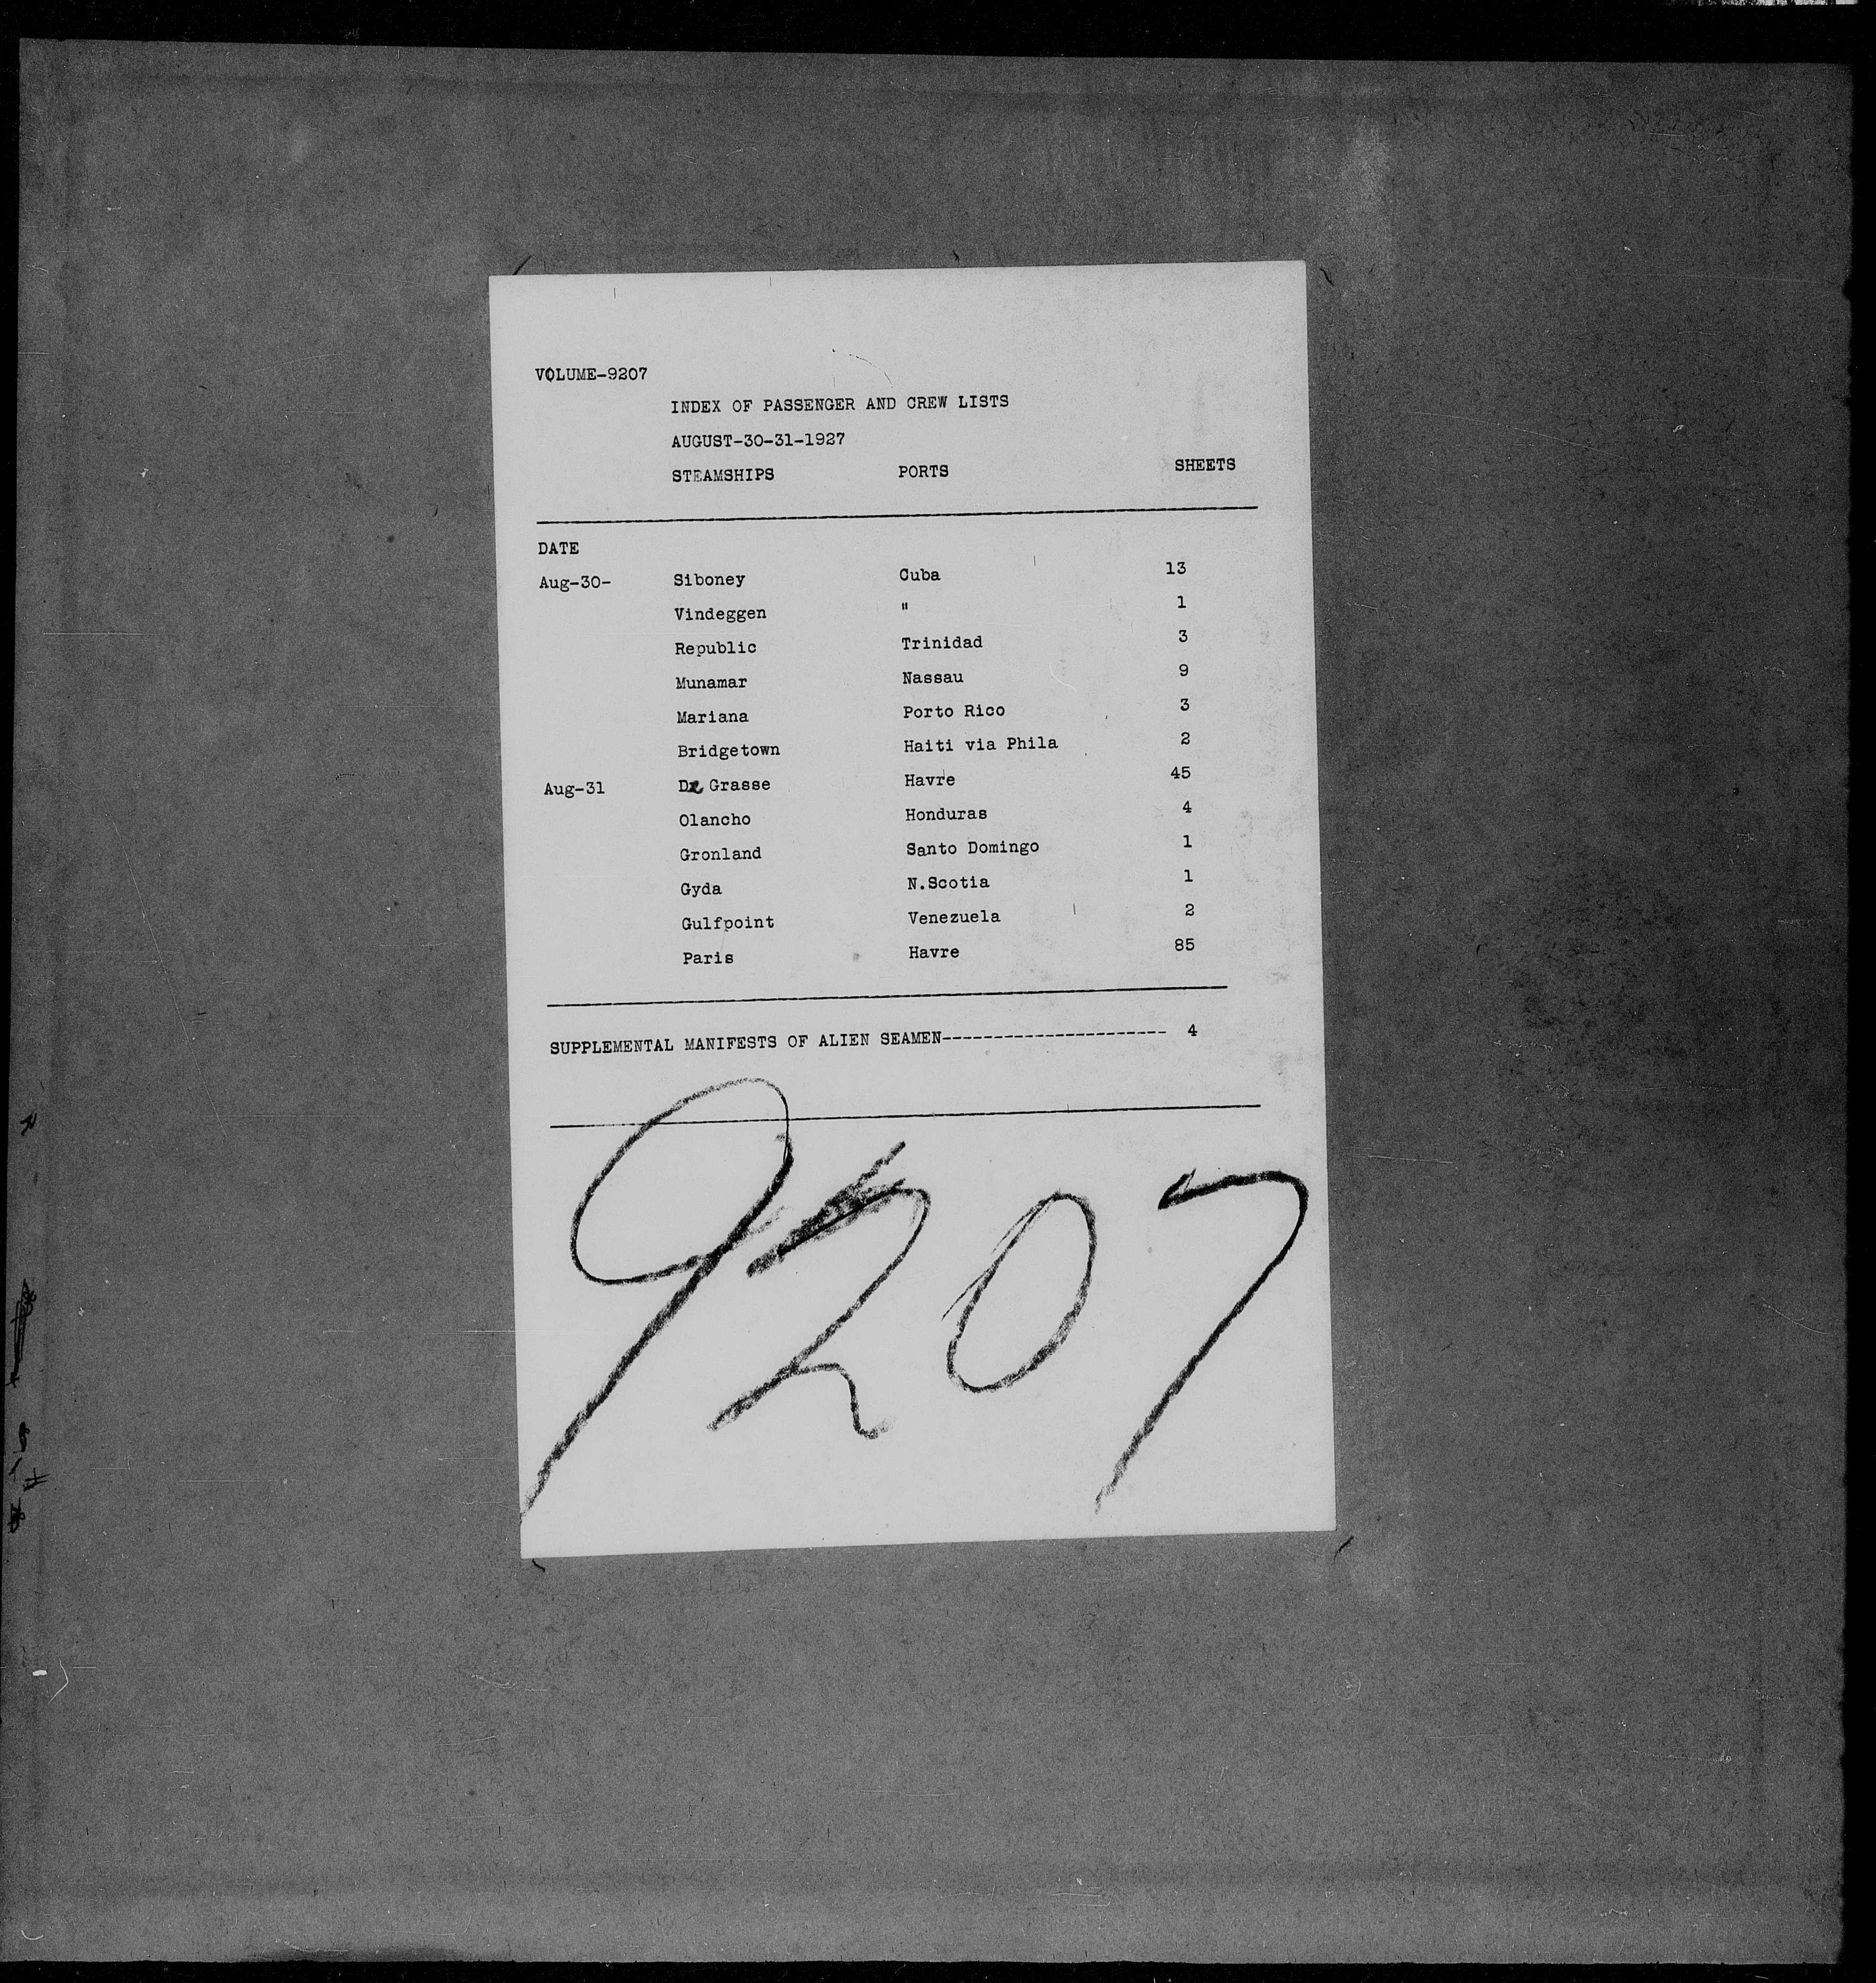 VOLUME-9207
INDEX OF PASSENGER AND CREW LISTS
AUGUST-30-31-1927
STEAMSHIPS PORTS SHEETS
DATE
Aug-30- Siboney Cuba 13
Vindeggen " 1
Republic Trinidad 3
Munamar Nassau 9
Mariana Porto Rico 3
Bridgetown Haiti via Phila 2
Aug-31 De Grasse Havre 45
Olancho Honduras 4
Gronland Santo Domingo 1
Gyda N.Scotia 1
Gulfpoint Venezuela 2
Paris Havre 85
SUPPLEMENTAL MANIFESTS OF ALIEN SEAMEN---------------------- 4
9207